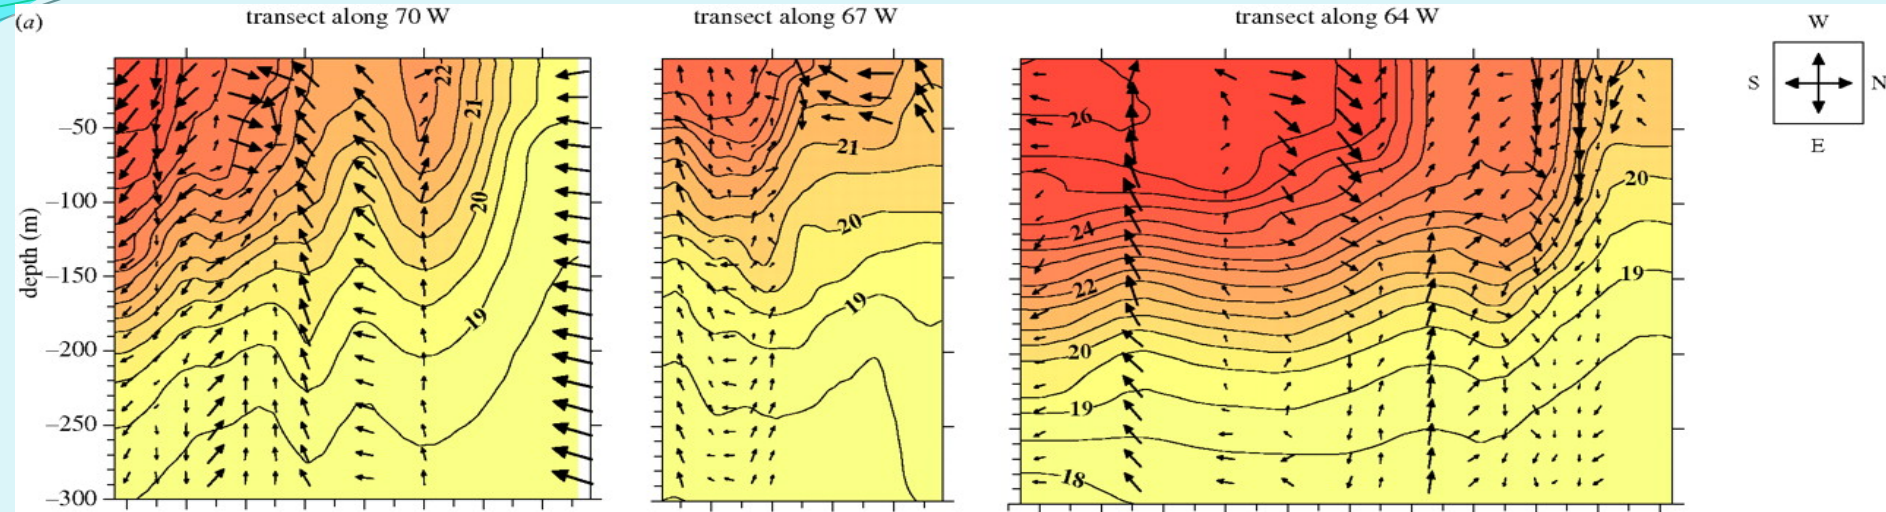 (a)
transect along 70 W
transect along 67 W
transect along 64 W
W
S
N
E
depth (m)
−50
−100
−150
−200
−250
−300
22
21
20
19
21
20
19
26
24
22
20
19
18
20
19